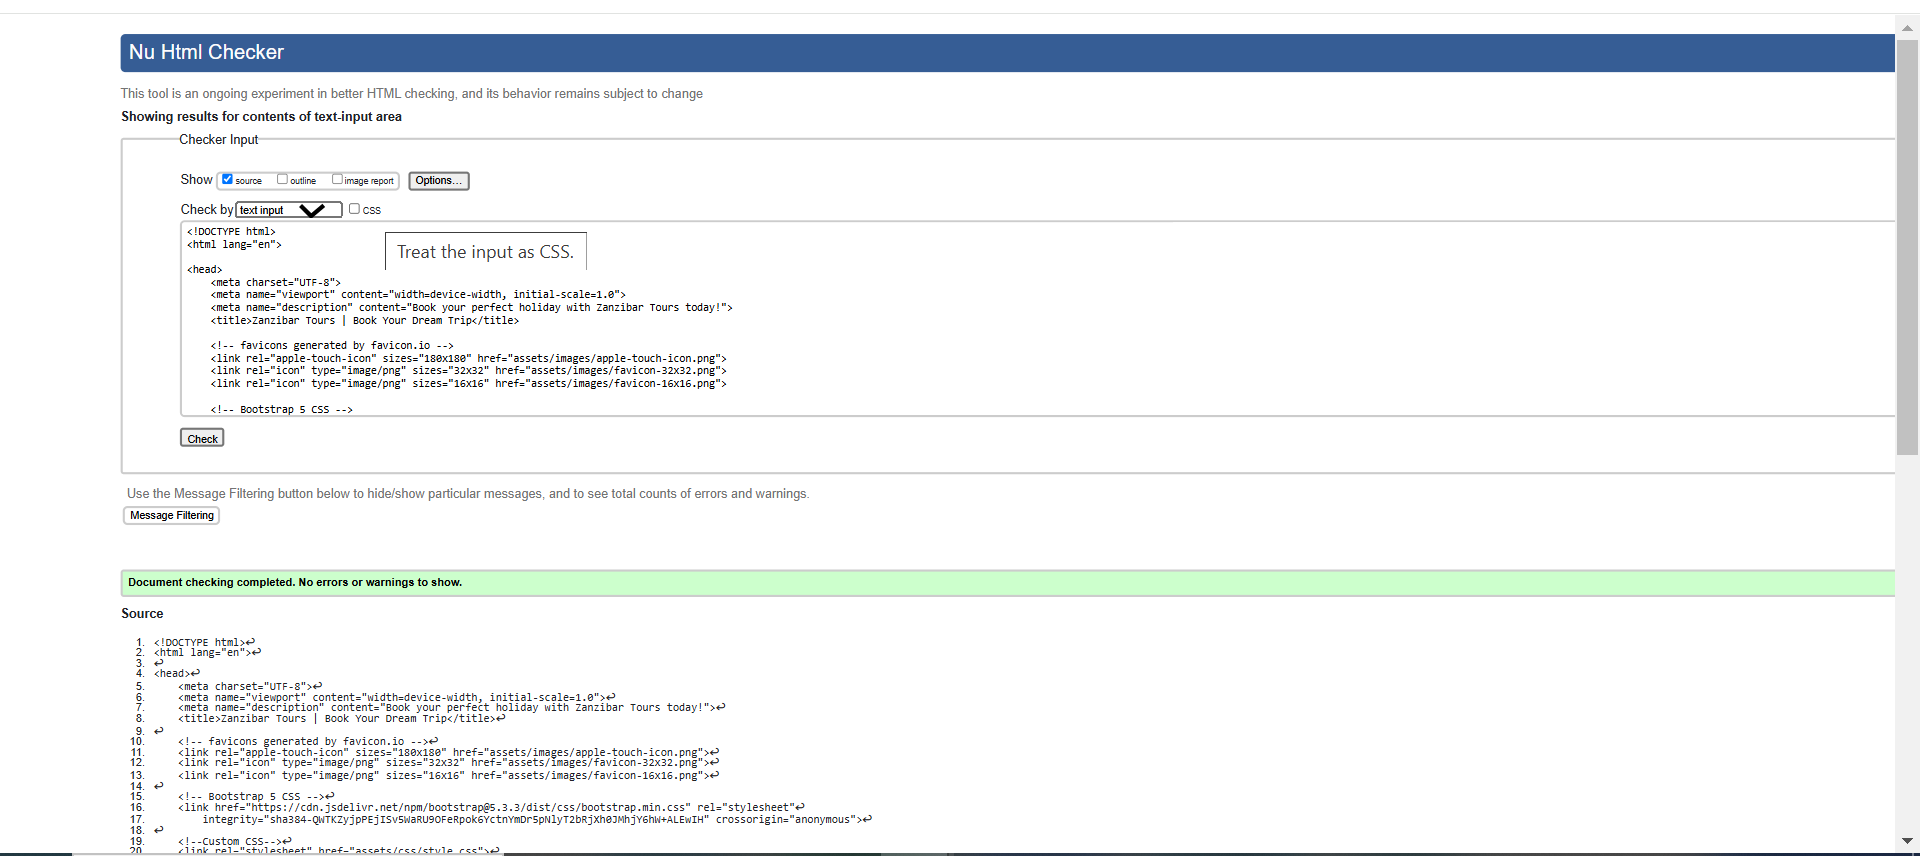 Nu Html Checker
This tool is an ongoing experiment in better HTML checking, and its behavior remains subject to change
Showing results for contents of text-input area
Checker Input
Show source outline image report Options...
Check by text input CSS
<!DOCTYPE html>
<html lang="en">
Treat the input as CSS.
<head>
<meta charset="UTF-8">
<meta name="viewport" content="width=device-width, initial-scale=1.0">
<meta name="description" content="Book your perfect holiday with Zanzibar Tours today!">
<title>Zanzibar Tours | Book Your Dream Trip</title>
<!-- favicons generated by favicon.io -->
<link rel="apple-touch-icon" sizes="180x180" href="assets/images/apple-touch-icon.png">
<link rel="icon" type="image/png" sizes="32x32" href="assets/images/favicon-32x32.png">
<link rel="icon" type="image/png" sizes="16x16" href="assets/images/favicon-16x16.png">
<!-- Bootstrap 5 CSS -->
Check
Use the Message Filtering button below to hide/show particular messages, and to see total counts of errors and warnings.
Message Filtering
Document checking completed. No errors or warnings to show.
Source
1. <!DOCTYPE html>↩
2. <html lang="en">↩
3. ↩
4. <head>↩
5. <meta charset="UTF-8">↩
6. <meta name="viewport" content="width=device-width, initial-scale=1.0">↩
7. <meta name="description" content="Book your perfect holiday with Zanzibar Tours today!">↩
8. <title>Zanzibar Tours | Book Your Dream Trip</title>↩
9. ↩
10. <!-- favicons generated by favicon.io -->↩
11. <link rel="apple-touch-icon" sizes="180x180" href="assets/images/apple-touch-icon.png">↩
12. <link rel="icon" type="image/png" sizes="32x32" href="assets/images/favicon-32x32.png">↩
13. <link rel="icon" type="image/png" sizes="16x16" href="assets/images/favicon-16x16.png">↩
14. ↩
15. <!-- Bootstrap 5 CSS -->↩
16. <link href="https://cdn.jsdelivr.net/npm/bootstrap@5.3.3/dist/css/bootstrap.min.css" rel="stylesheet"↩
17. integrity="sha384-QWTKZyjpPEjISv5WaRU9OFeRpok6YctnYmDr5pNlyT2bRjXh0JMhjY6hW+ALEwIH" crossorigin="anonymous">↩
18. ↩
19. <!--Custom CSS-->↩
20. <link rel="stylesheet" href="assets/css/style.css">↩